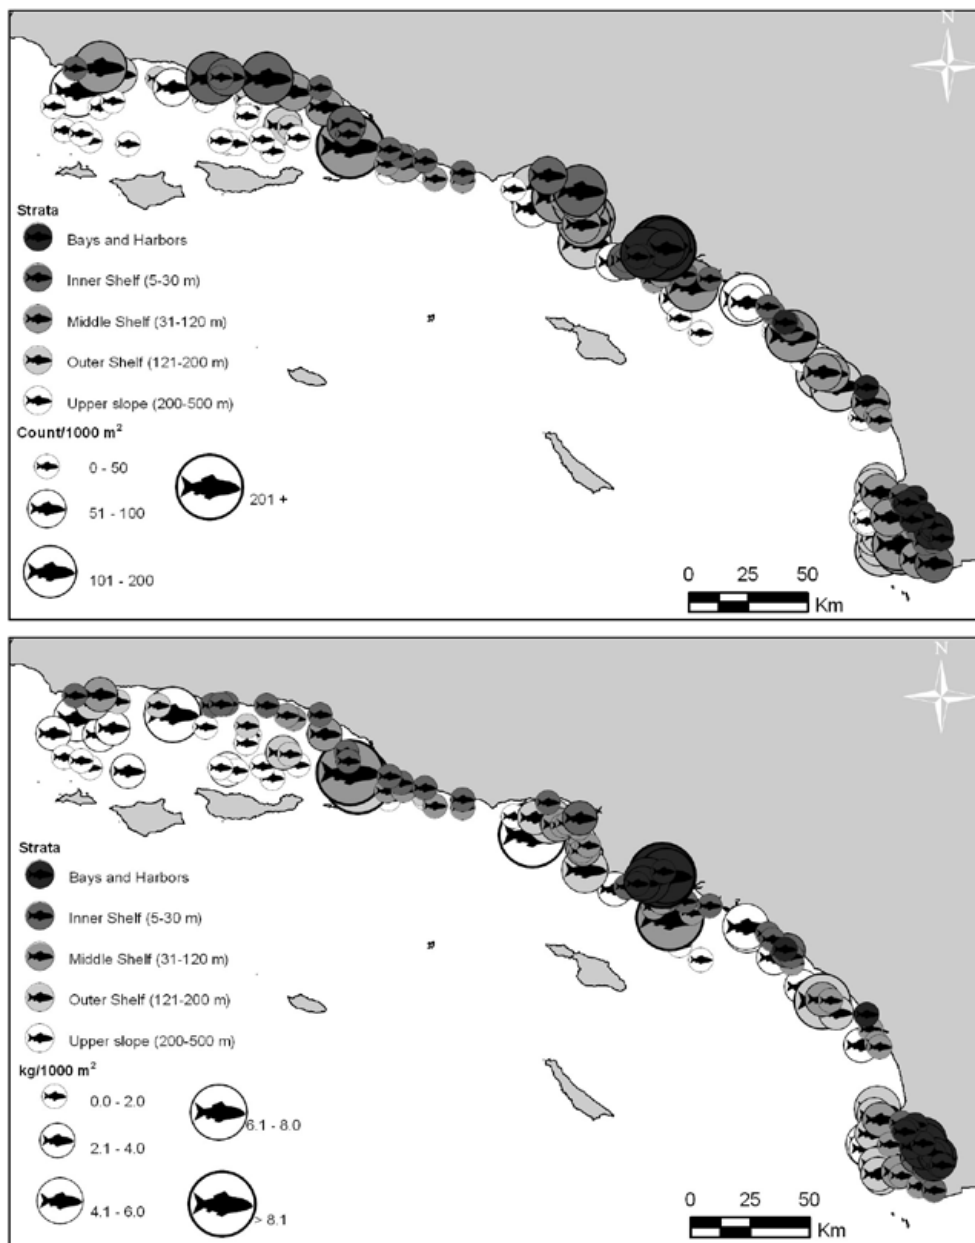 N
Strata
Bays and Harbors
Inner Shelf (5-30 m)
Middle Shelf (31-120 m)
Outer Shelf (121-200 m)
Upper slope (200-500 m)
Count/1000 m²
0 - 50
51 - 100
101 - 200
201 +
0 25 50
Km
N
Strata
Bays and Harbors
Inner Shelf (5-30 m)
Middle Shelf (31-120 m)
Outer Shelf (121-200 m)
Upper slope (200-500 m)
kg/1000 m²
0.0 - 2.0
2.1 - 4.0
4.1 - 6.0
6.1 - 8.0
> 8.1
0 25 50
Km